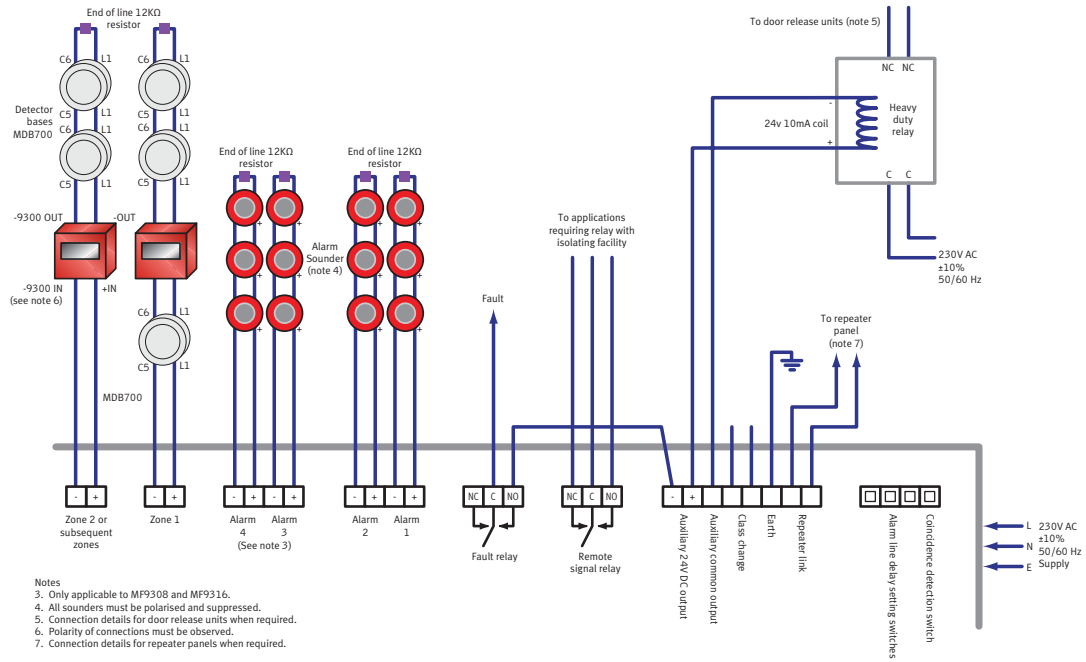 End of line 12KΩ
resistor
C6
L1
C6
L1
Detector
bases
MDB700
C5
L1
C6
L1
C5
L1
C6
L1
C5
L1
C5
L1
-9300 OUT
-OUT
-9300 IN
(see note 6)
+IN
C6
L1
C5
L1
MDB700
End of line 12KΩ
resistor
End of line 12KΩ
resistor
Alarm
Sounder
(note 4)
+
+
+
+
+
+
+
+
+
+
+
+
Fault
To applications
requiring relay with
isolating facility
To door release units (note 5)
NC NC
-
24v 10mA coil
+
Heavy
duty
relay
C C
230V AC
±10%
50/60 Hz
To repeater
panel
(note 7)
- +
Zone 2 or
subsequent
zones
- +
Zone 1
- + - +
Alarm
4
Alarm
3
(See note 3)
- + - +
Alarm
2
Alarm
1
NC C NO
Fault relay
NC C NO
Remote
signal relay
- +
Auxiliary 24V DC output
Auxiliary common output
Class change
Earth
Repeater link
Alarm line delay setting switches
Coincidence detection switch
L
N
E
230V AC
±10%
50/60 Hz
Supply
Notes
3. Only applicable to MF9308 and MF9316.
4. All sounders must be polarised and suppressed.
5. Connection details for door release units when required.
6. Polarity of connections must be observed.
7. Connection details for repeater panels when required.